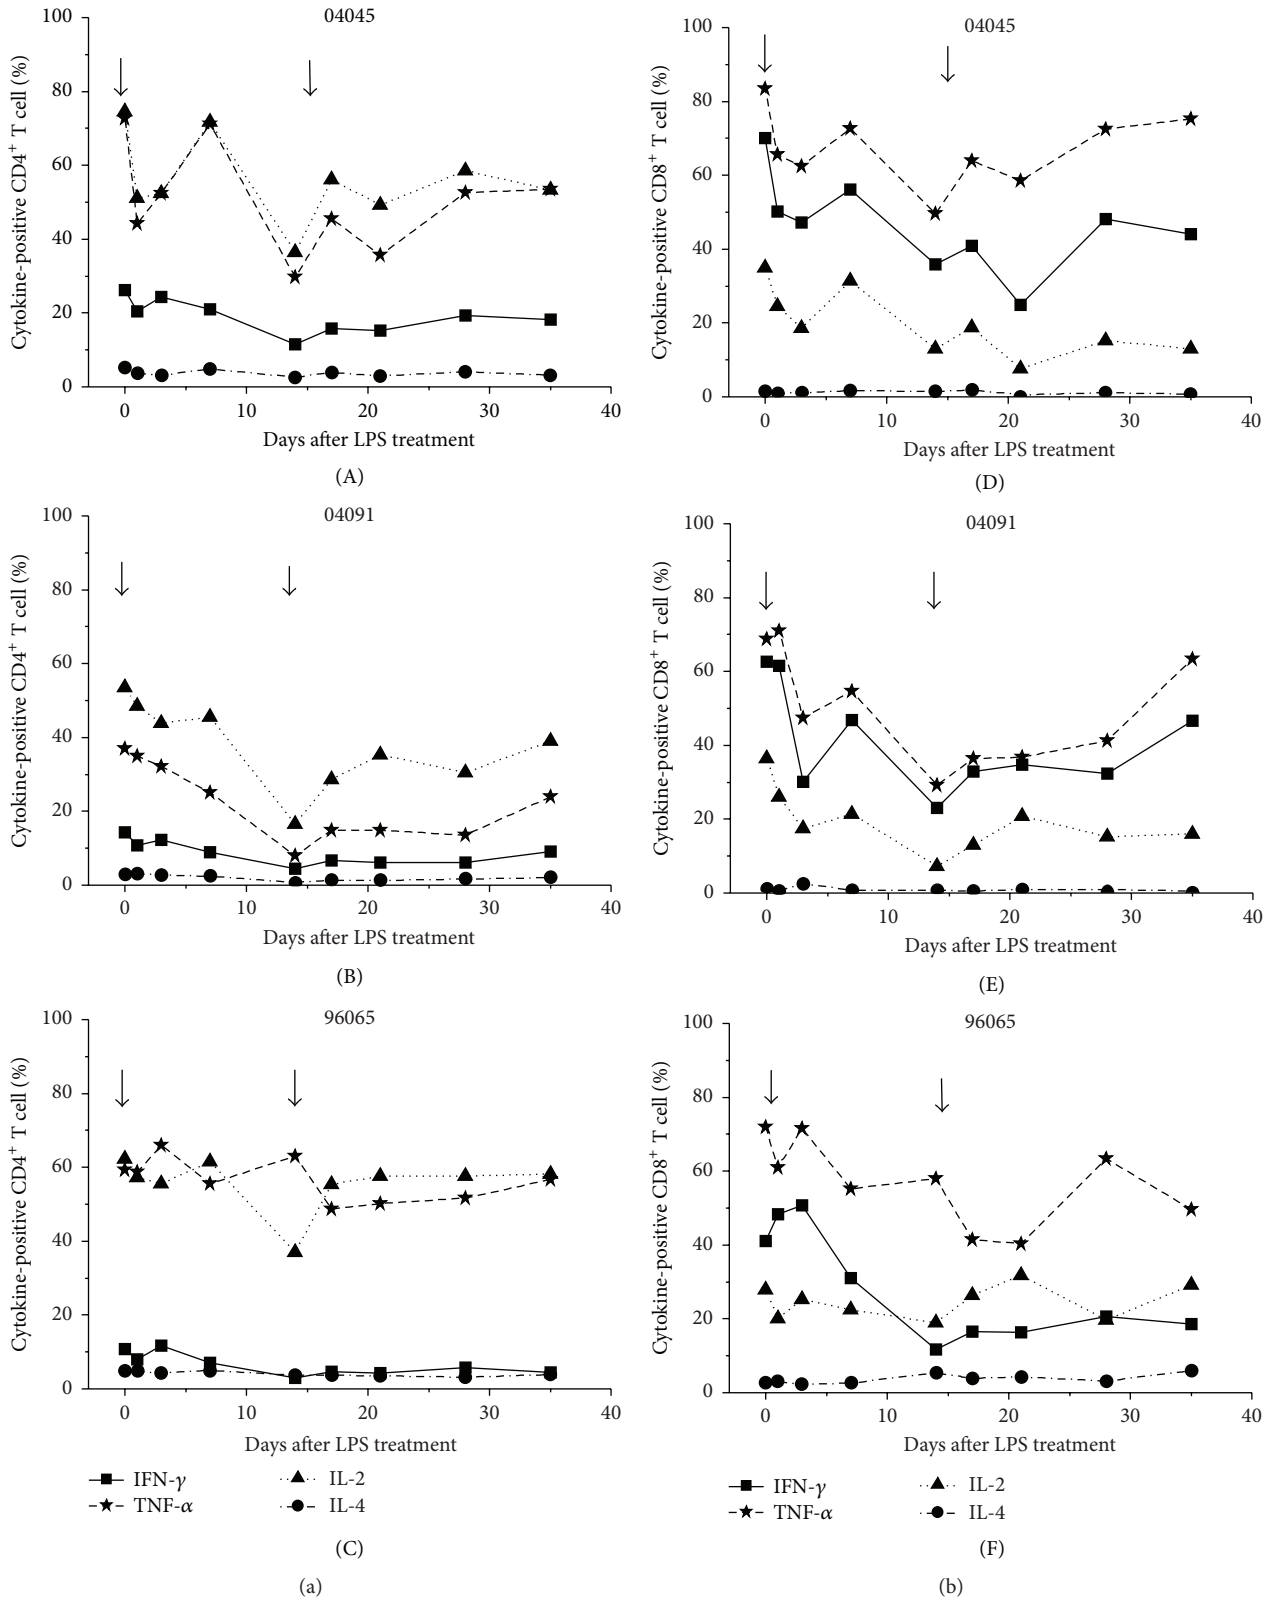 04045
Cytokine-positive CD4+ T cell (%)
100
80
60
40
20
0
0 10 20 30 40
Days after LPS treatment
(A)
04045
Cytokine-positive CD8+ T cell (%)
100
80
60
40
20
0
0 10 20 30 40
Days after LPS treatment
(D)
04091
Cytokine-positive CD4+ T cell (%)
100
80
60
40
20
0
0 10 20 30 40
Days after LPS treatment
(B)
04091
Cytokine-positive CD8+ T cell (%)
100
80
60
40
20
0
0 10 20 30 40
Days after LPS treatment
(E)
96065
Cytokine-positive CD4+ T cell (%)
100
80
60
40
20
0
0 10 20 30 40
Days after LPS treatment
IFN-γ IL-2
TNF-α IL-4
(C)
(a)
96065
Cytokine-positive CD8+ T cell (%)
100
80
60
40
20
0
0 10 20 30 40
Days after LPS treatment
IFN-γ IL-2
TNF-α IL-4
(F)
(b)